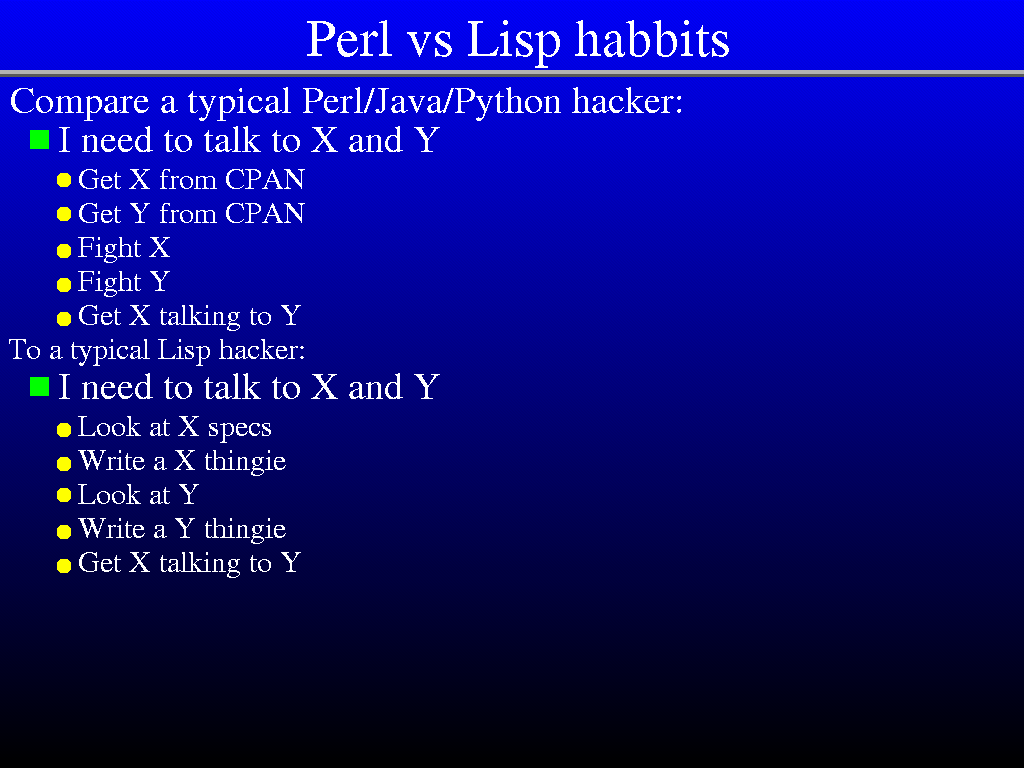 Perl vs Lisp habbits
Compare a typical Perl/Java/Python hacker:
I need to talk to X and Y
Get X from CPAN
Get Y from CPAN
Fight X
Fight Y
Get X talking to Y
To a typical Lisp hacker:
I need to talk to X and Y
Look at X specs
Write a X thingie
Look at Y
Write a Y thingie
Get X talking to Y